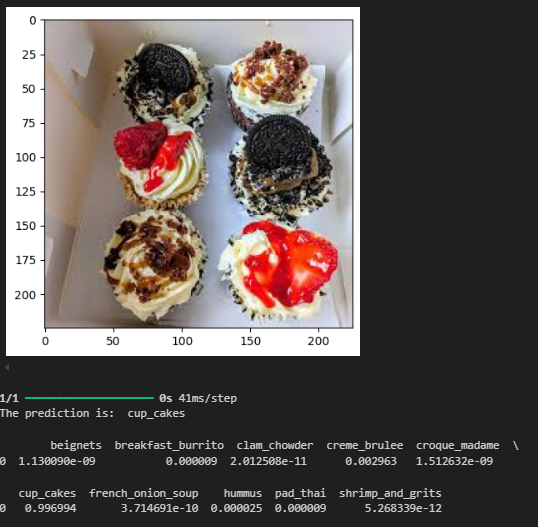 0
25
50
75
100
125
150
175
200
0 50 100 150 200
1/1 ━━━━━━━━━━━━━━━━━━━━ 0s 41ms/step
The prediction is:  cup_cakes
beignets  breakfast_burrito  clam_chowder  creme_brulee  croque_madame  \
0  1.130090e-09  0.000009  2.012508e-11  0.002963  1.512632e-09
cup_cakes  french_onion_soup  hummus  pad_thai  shrimp_and_grits
0  0.996994  3.714691e-10  0.000025  0.000009  5.268339e-12